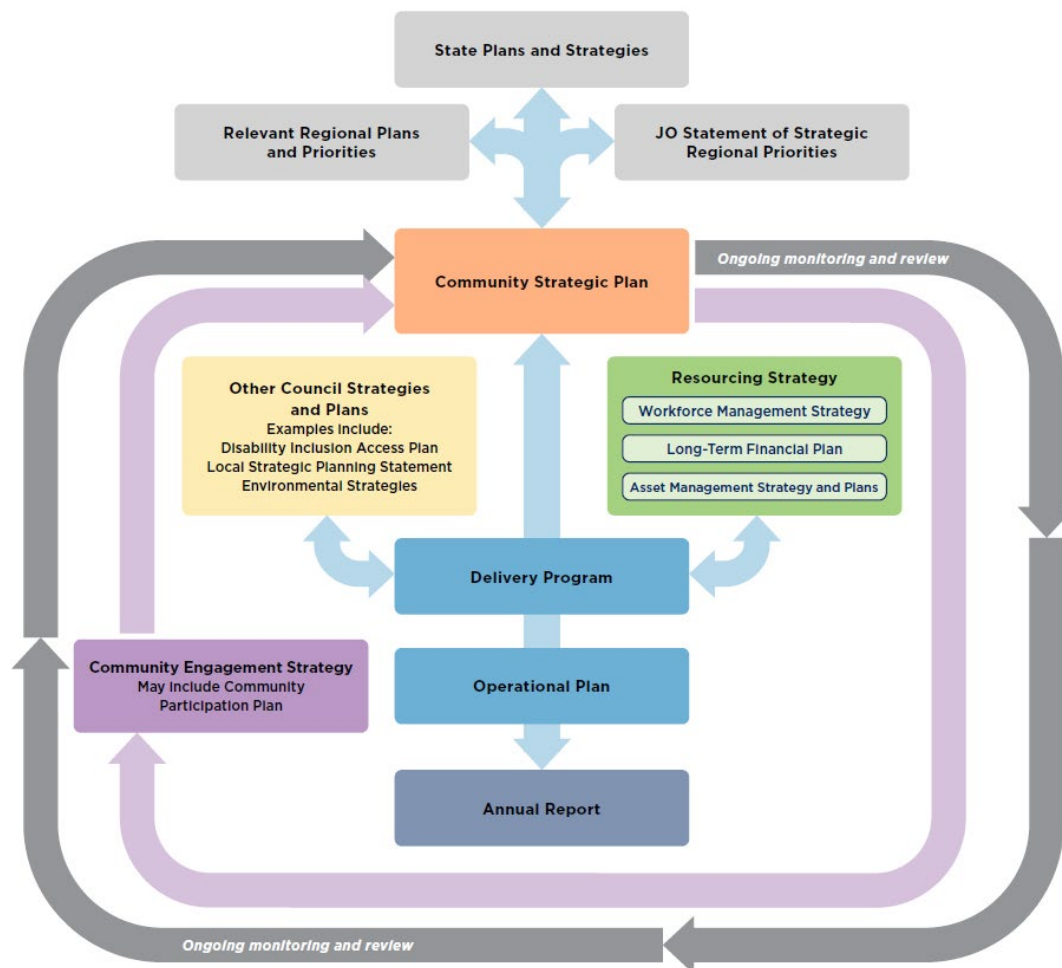 State Plans and Strategies
Relevant Regional Plans
and Priorities
JO Statement of Strategic
Regional Priorities
Community Strategic Plan
Ongoing monitoring and review
Other Council Strategies
and Plans
Examples include:
Disability Inclusion Access Plan
Local Strategic Planning Statement
Environmental Strategies
Resourcing Strategy
Workforce Management Strategy
Long-Term Financial Plan
Asset Management Strategy and Plans
Delivery Program
Community Engagement Strategy
May include Community
Participation Plan
Operational Plan
Annual Report
Ongoing monitoring and review